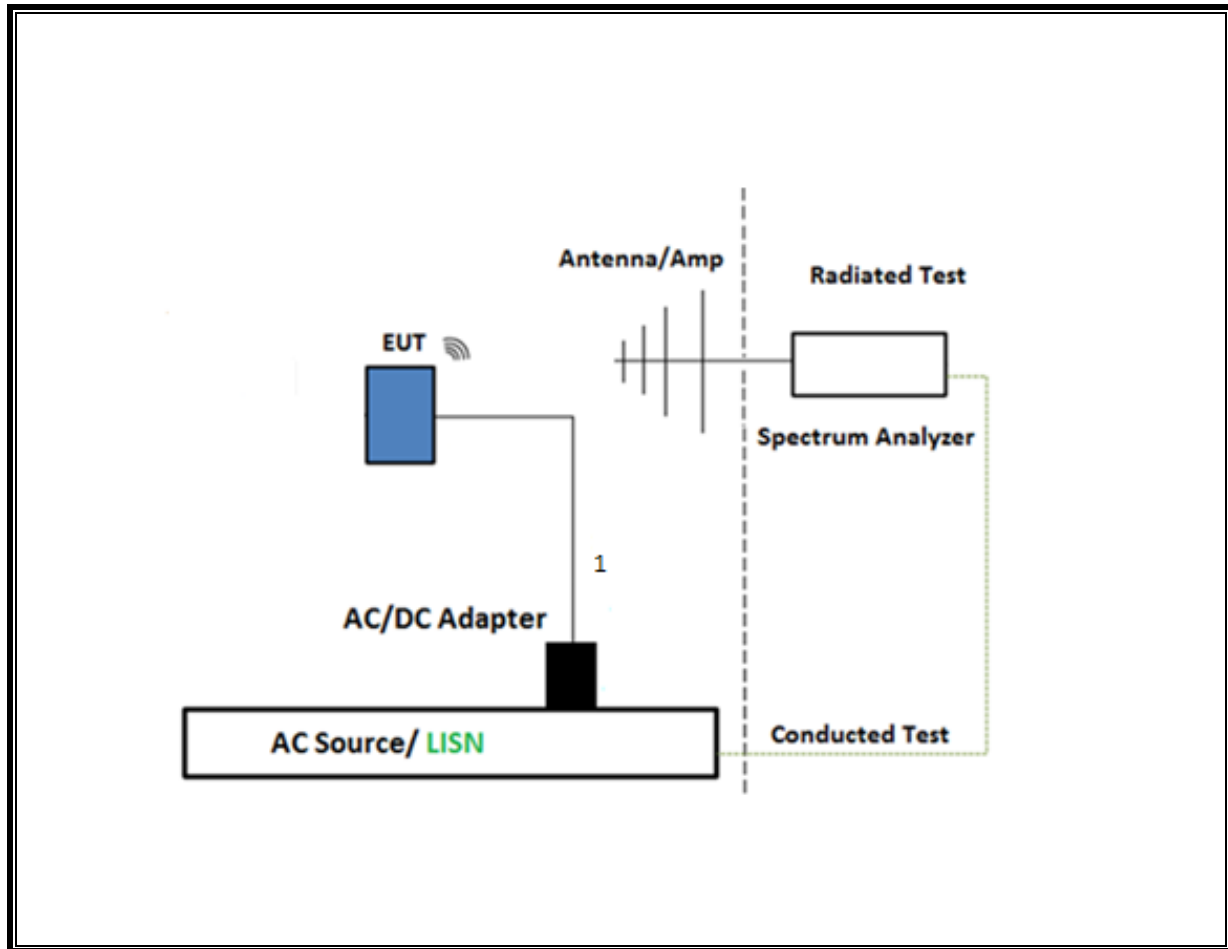 Antenna/Amp
Radiated Test
EUT
Spectrum Analyzer
1
AC/DC Adapter
AC Source/ LISN
Conducted Test